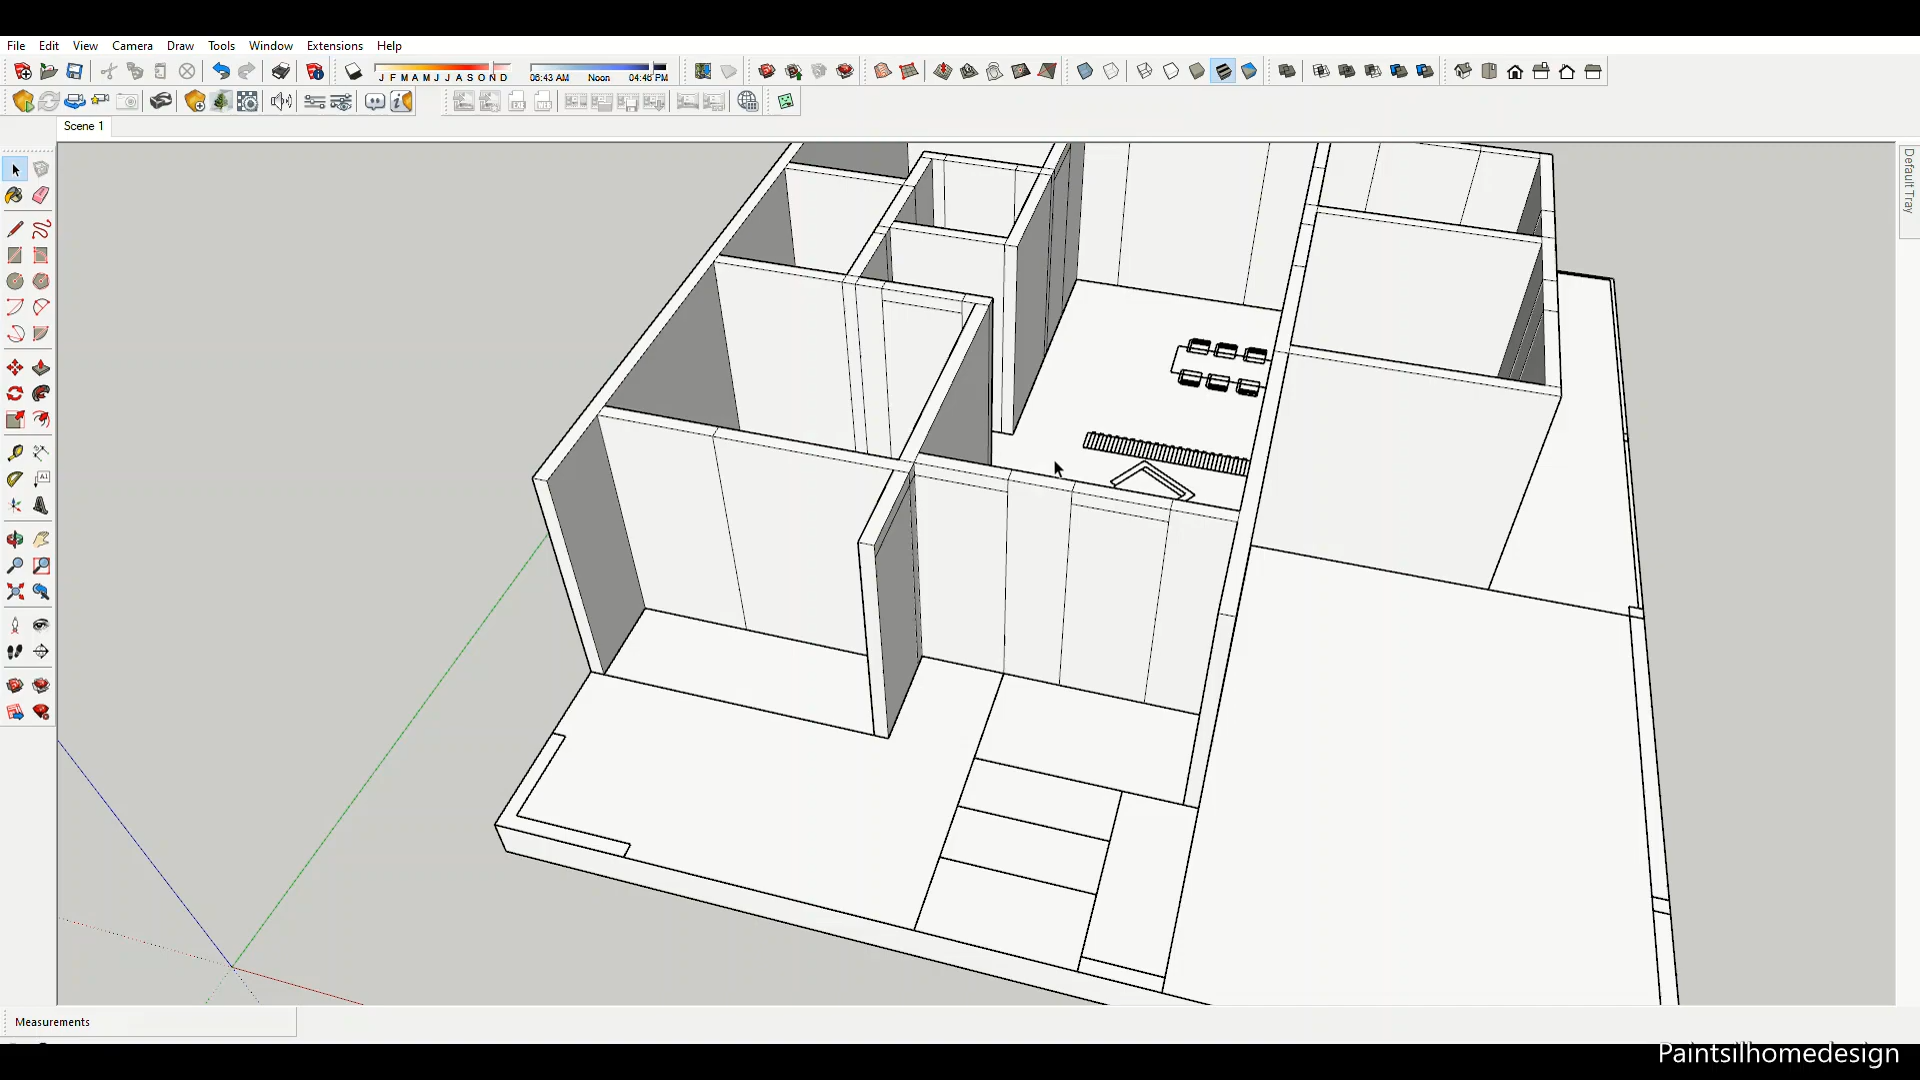 File Edit View Camera Draw Tools Window Extensions Help
J F M A M J J A S O N D
06:43 AM Noon 04:46 PM
Scene 1
Default Tray
Measurements
Paintsilhomedesign